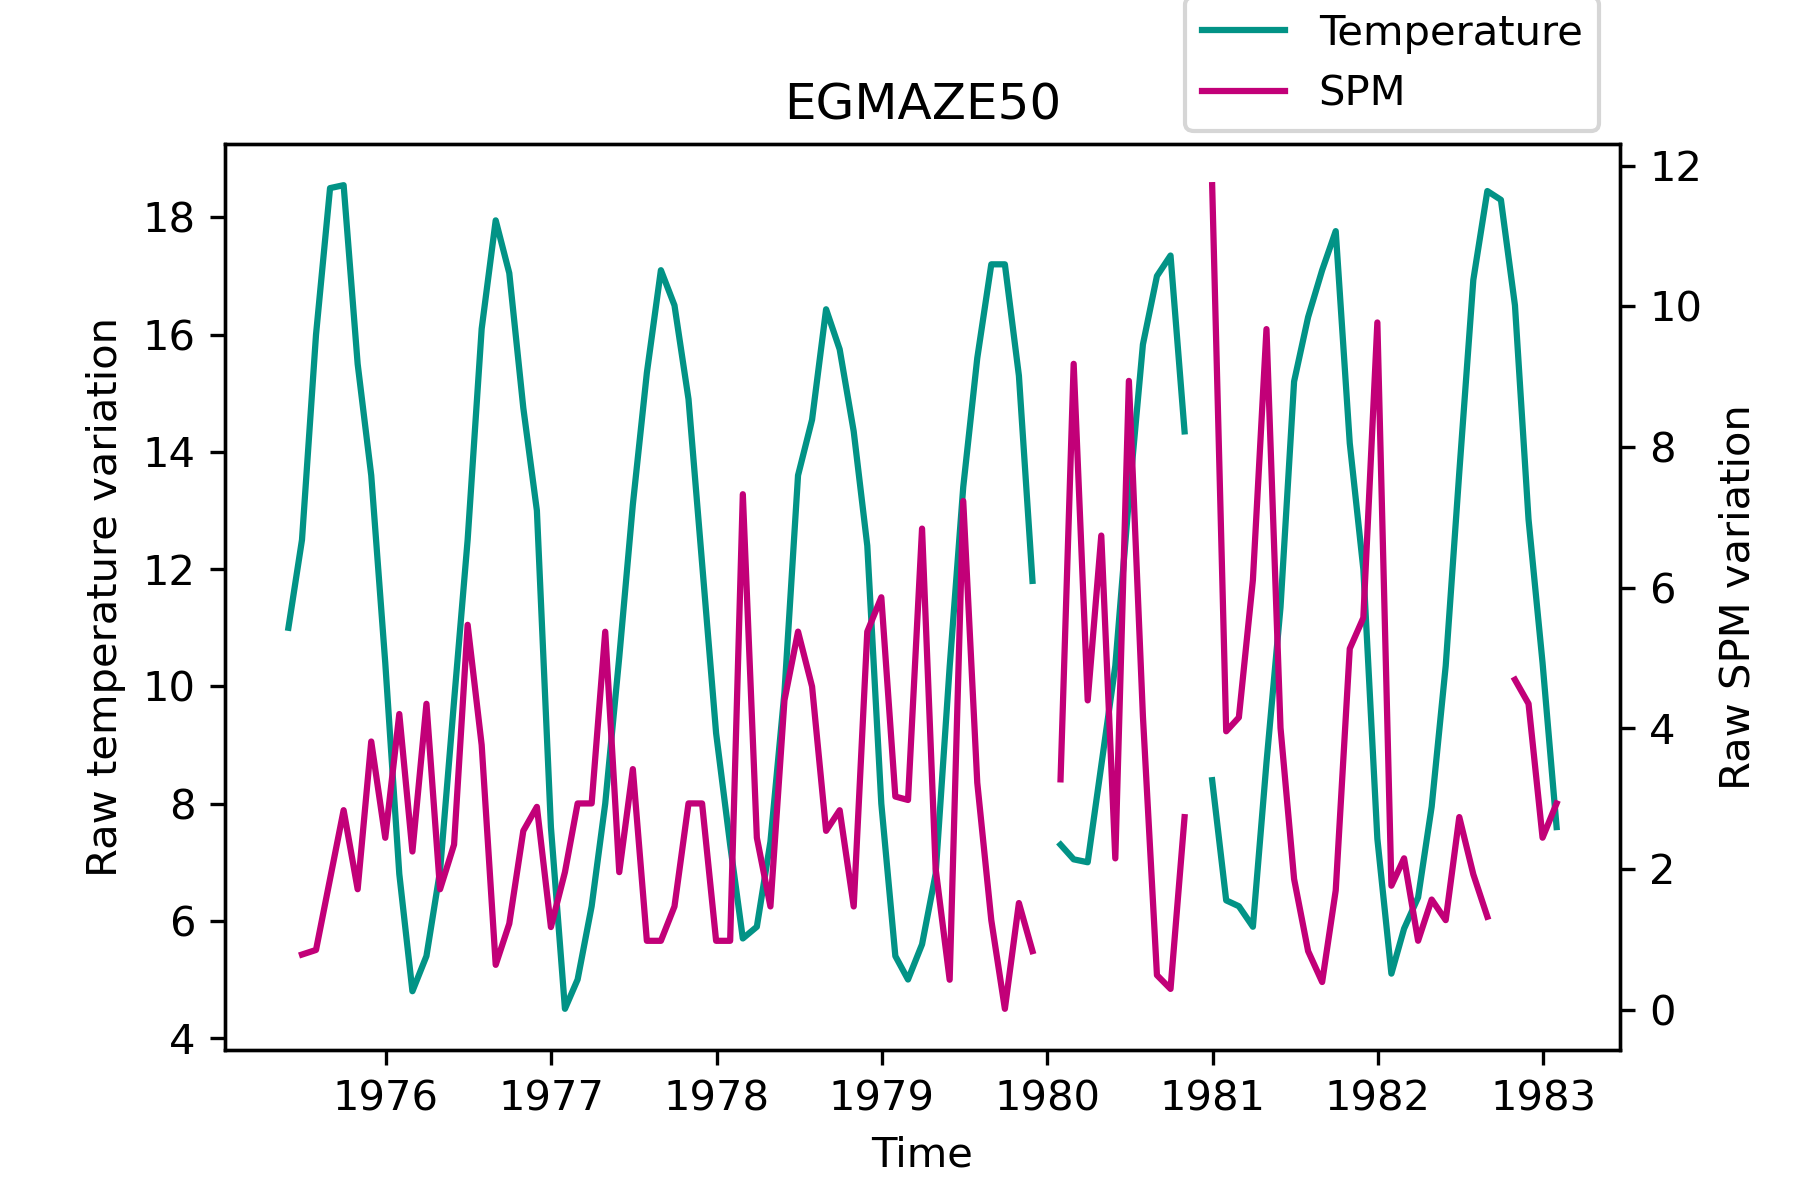 Temperature
SPM
EGMAZE50
Raw temperature variation
18
16
14
12
10
8
6
4
12
10
8
6
4
2
0
Raw SPM variation
1976 1977 1978 1979 1980 1981 1982 1983
Time